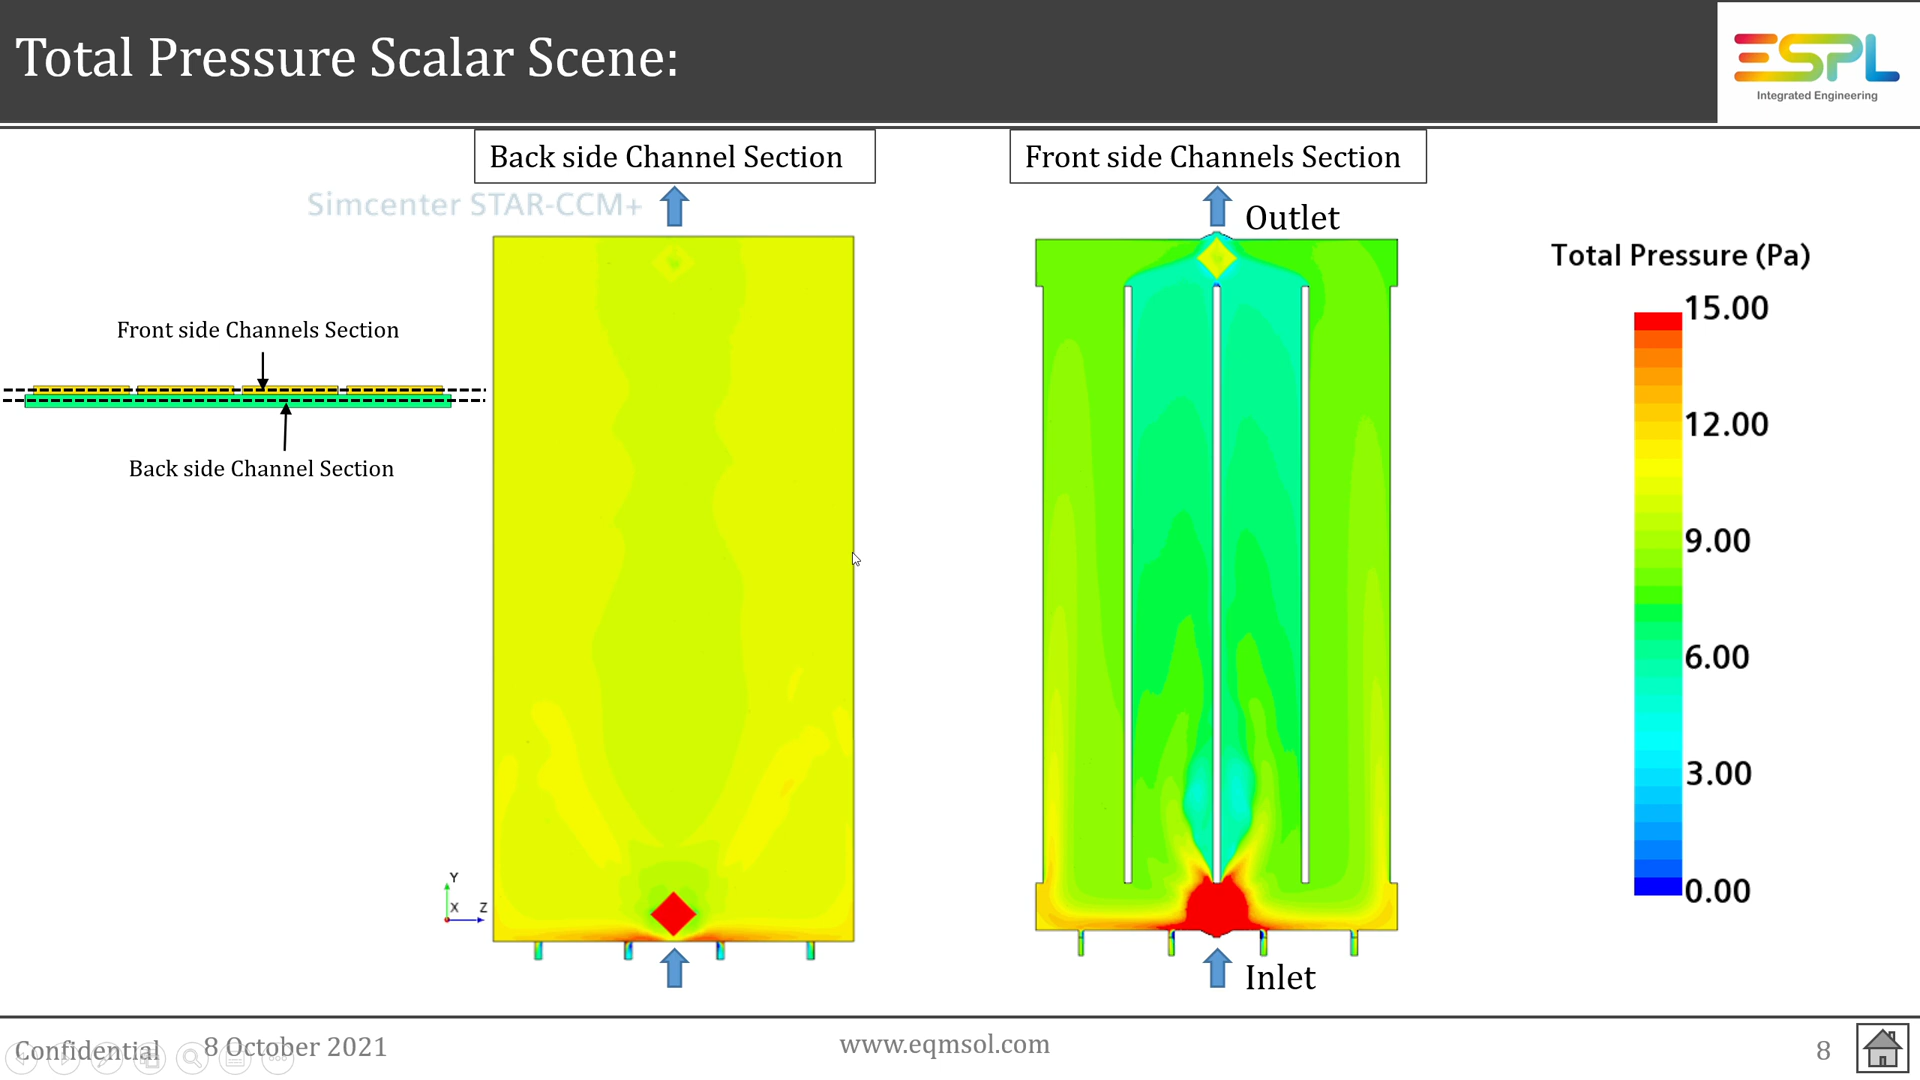 Total Pressure Scalar Scene:
ESPL
Integrated Engineering
Back side Channel Section
Front side Channels Section
Simcenter STAR-CCM+
Outlet
Total Pressure (Pa)
15.00
12.00
9.00
6.00
3.00
0.00
Front side Channels Section
Back side Channel Section
Y
X
Z
Inlet
Confidential
8 October 2021
www.eqmsol.com
8